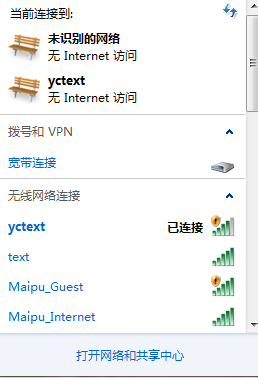 当前连接到:
未识别的网络
无 Internet 访问
yctext
无 Internet 访问
拨号和 VPN
宽带连接
无线网络连接
yctext 已连接
text
Maipu_Guest
Maipu_Internet
打开网络和共享中心